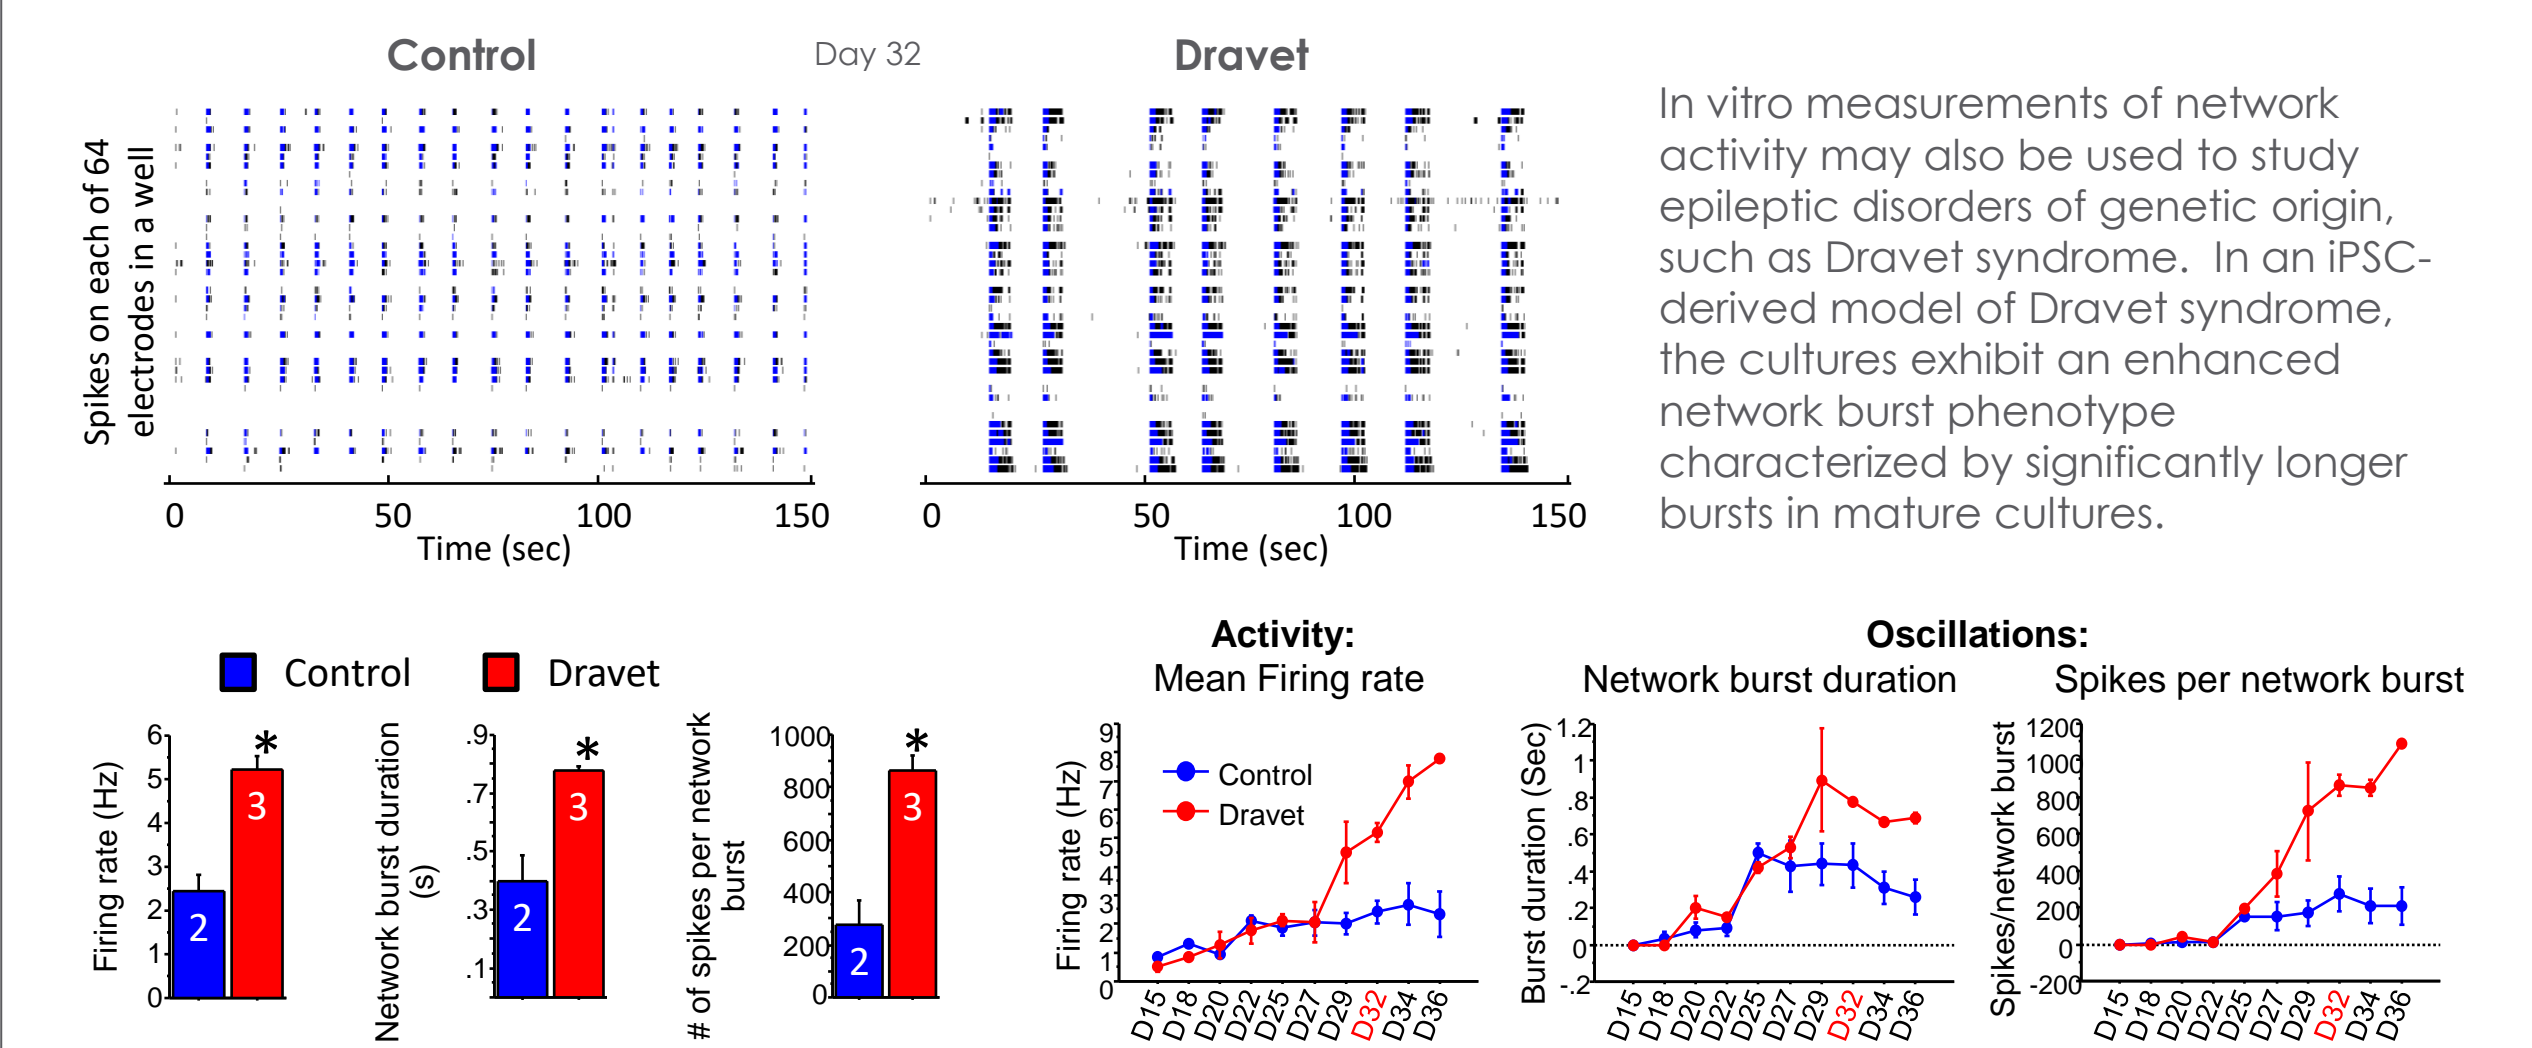 Control
Day 32
Dravet
Spikes on each of 64
electrodes in a well
0 50 100 150
Time (sec)
0 50 100 150
Time (sec)
In vitro measurements of network
activity may also be used to study
epileptic disorders of genetic origin,
such as Dravet syndrome.  In an iPSC-
derived model of Dravet syndrome,
the cultures exhibit an enhanced
network burst phenotype
characterized by significantly longer
bursts in mature cultures.
Control
Dravet
Firing rate (Hz)
6
5
4
3
2
1
0
2
3
*
Network burst duration
(s)
.9
.7
.5
.3
.1
2
3
*
# of spikes per network
burst
1000
800
600
400
200
0
2
3
*
Activity:
Mean Firing rate
Firing rate (Hz)
9
8
7
6
5
4
3
2
1
0
Control
Dravet
D15 D18 D20 D22 D25 D27 D29 D32 D34 D36
Oscillations:
Network burst duration
Burst duration (Sec)
1.2
1
.8
.6
.4
.2
0
-.2
D15 D18 D20 D22 D25 D27 D29 D32 D34 D36
Spikes per network burst
Spikes/network burst
1200
1000
800
600
400
200
0
-200
D15 D18 D20 D22 D25 D27 D29 D32 D34 D36